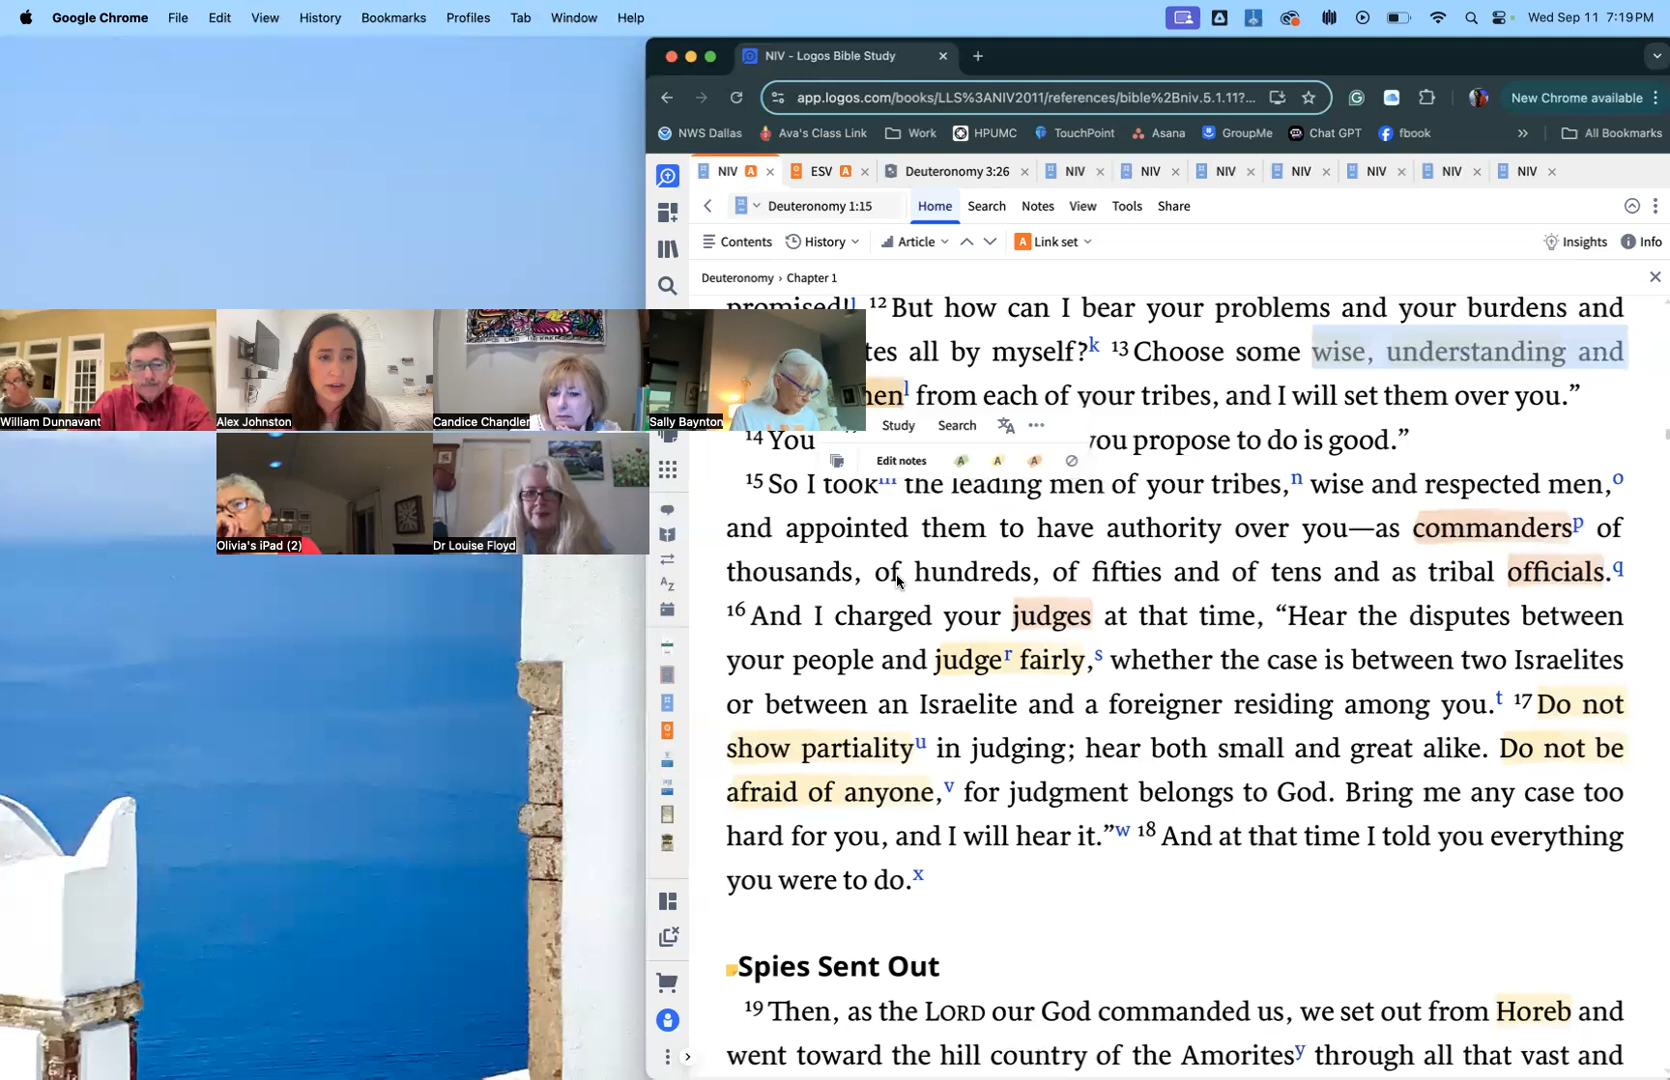 Google Chrome File Edit View History Bookmarks Profiles Tab Window Help Wed Sep 11 7:19 PM
NIV - Logos Bible Study
app.logos.com/books/LLS%3ANIV2011/references/bible%2Bniv.5.1.11?... New Chrome available
NWS Dallas Ava's Class Link Work HPUMC TouchPoint Asana GroupMe Chat GPT fbook » All Bookmarks
NIV A ESV A Deuteronomy 3:26 NIV NIV NIV NIV NIV NIV NIV
Deuteronomy 1:15 Home Search Notes View Tools Share
Contents History Article A Link set Insights Info
Deuteronomy › Chapter 1
promised! 12 But how can I bear your problems and your burdens and
tes all by myself?k 13 Choose some wise, understanding and
men l from each of your tribes, and I will set them over you.”
Study Search
14 You you propose to do is good.”
Edit notes A A A
15 So I took m the leading men of your tribes,n wise and respected men,o
and appointed them to have authority over you—as commandersp of
thousands, of hundreds, of fifties and of tens and as tribal officials.q
16 And I charged your judges at that time, “Hear the disputes between
your people and judger fairly,s whether the case is between two Israelites
or between an Israelite and a foreigner residing among you.t 17 Do not
show partialityu in judging; hear both small and great alike. Do not be
afraid of anyone,v for judgment belongs to God. Bring me any case too
hard for you, and I will hear it.”w 18 And at that time I told you everything
you were to do.x
Spies Sent Out
19 Then, as the LORD our God commanded us, we set out from Horeb and
went toward the hill country of the Amoritesy through all that vast and
William Dunnavant
Alex Johnston
Candice Chandler
Sally Baynton
Olivia's iPad (2)
Dr Louise Floyd